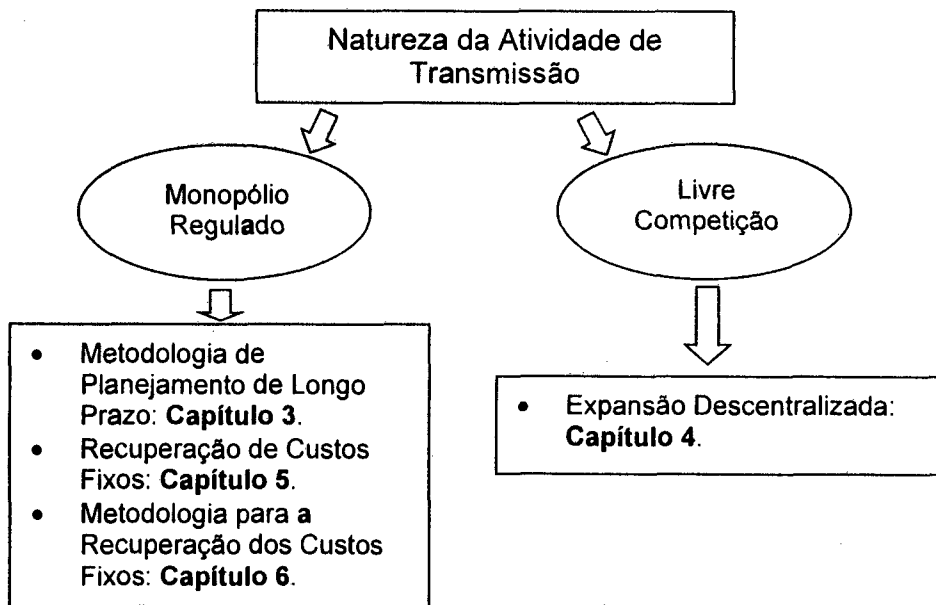 Natureza da Atividade de
Transmissão
Monopólio
Regulado
Livre
Competição
• Metodologia de
Planejamento de Longo
Prazo: Capítulo 3.
• Recuperação de Custos
Fixos: Capítulo 5.
• Metodologia para a
Recuperação dos Custos
Fixos: Capítulo 6.
• Expansão Descentralizada:
Capítulo 4.